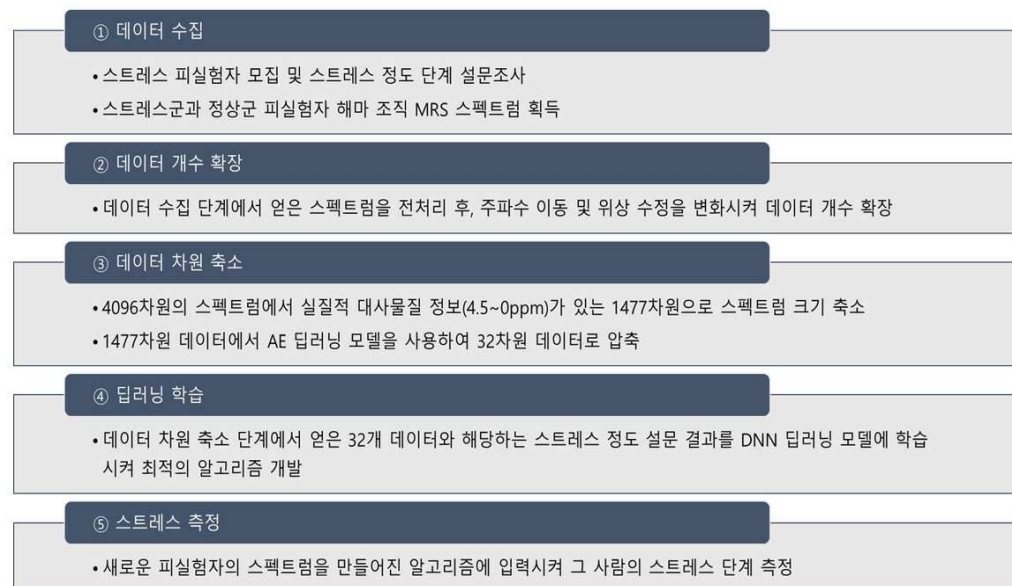 ① 데이터 수집
• 스트레스 피실험자 모집 및 스트레스 정도 단계 설문조사
• 스트레스군과 정상군 피실험자 해마 조직 MRS 스펙트럼 획득
② 데이터 개수 확장
• 데이터 수집 단계에서 얻은 스펙트럼을 전처리 후, 주파수 이동 및 위상 수정을 변화시켜 데이터 개수 확장
③ 데이터 차원 축소
• 4096차원의 스펙트럼에서 실질적 대사물질 정보(4.5~0ppm)가 있는 1477차원으로 스펙트럼 크기 축소
• 1477차원 데이터에서 AE 딥러닝 모델을 사용하여 32차원 데이터로 압축
④ 딥러닝 학습
• 데이터 차원 축소 단계에서 얻은 32개 데이터와 해당하는 스트레스 정도 설문 결과를 DNN 딥러닝 모델에 학습
시켜 최적의 알고리즘 개발
⑤ 스트레스 측정
• 새로운 피실험자의 스펙트럼을 만들어진 알고리즘에 입력시켜 그 사람의 스트레스 단계 측정